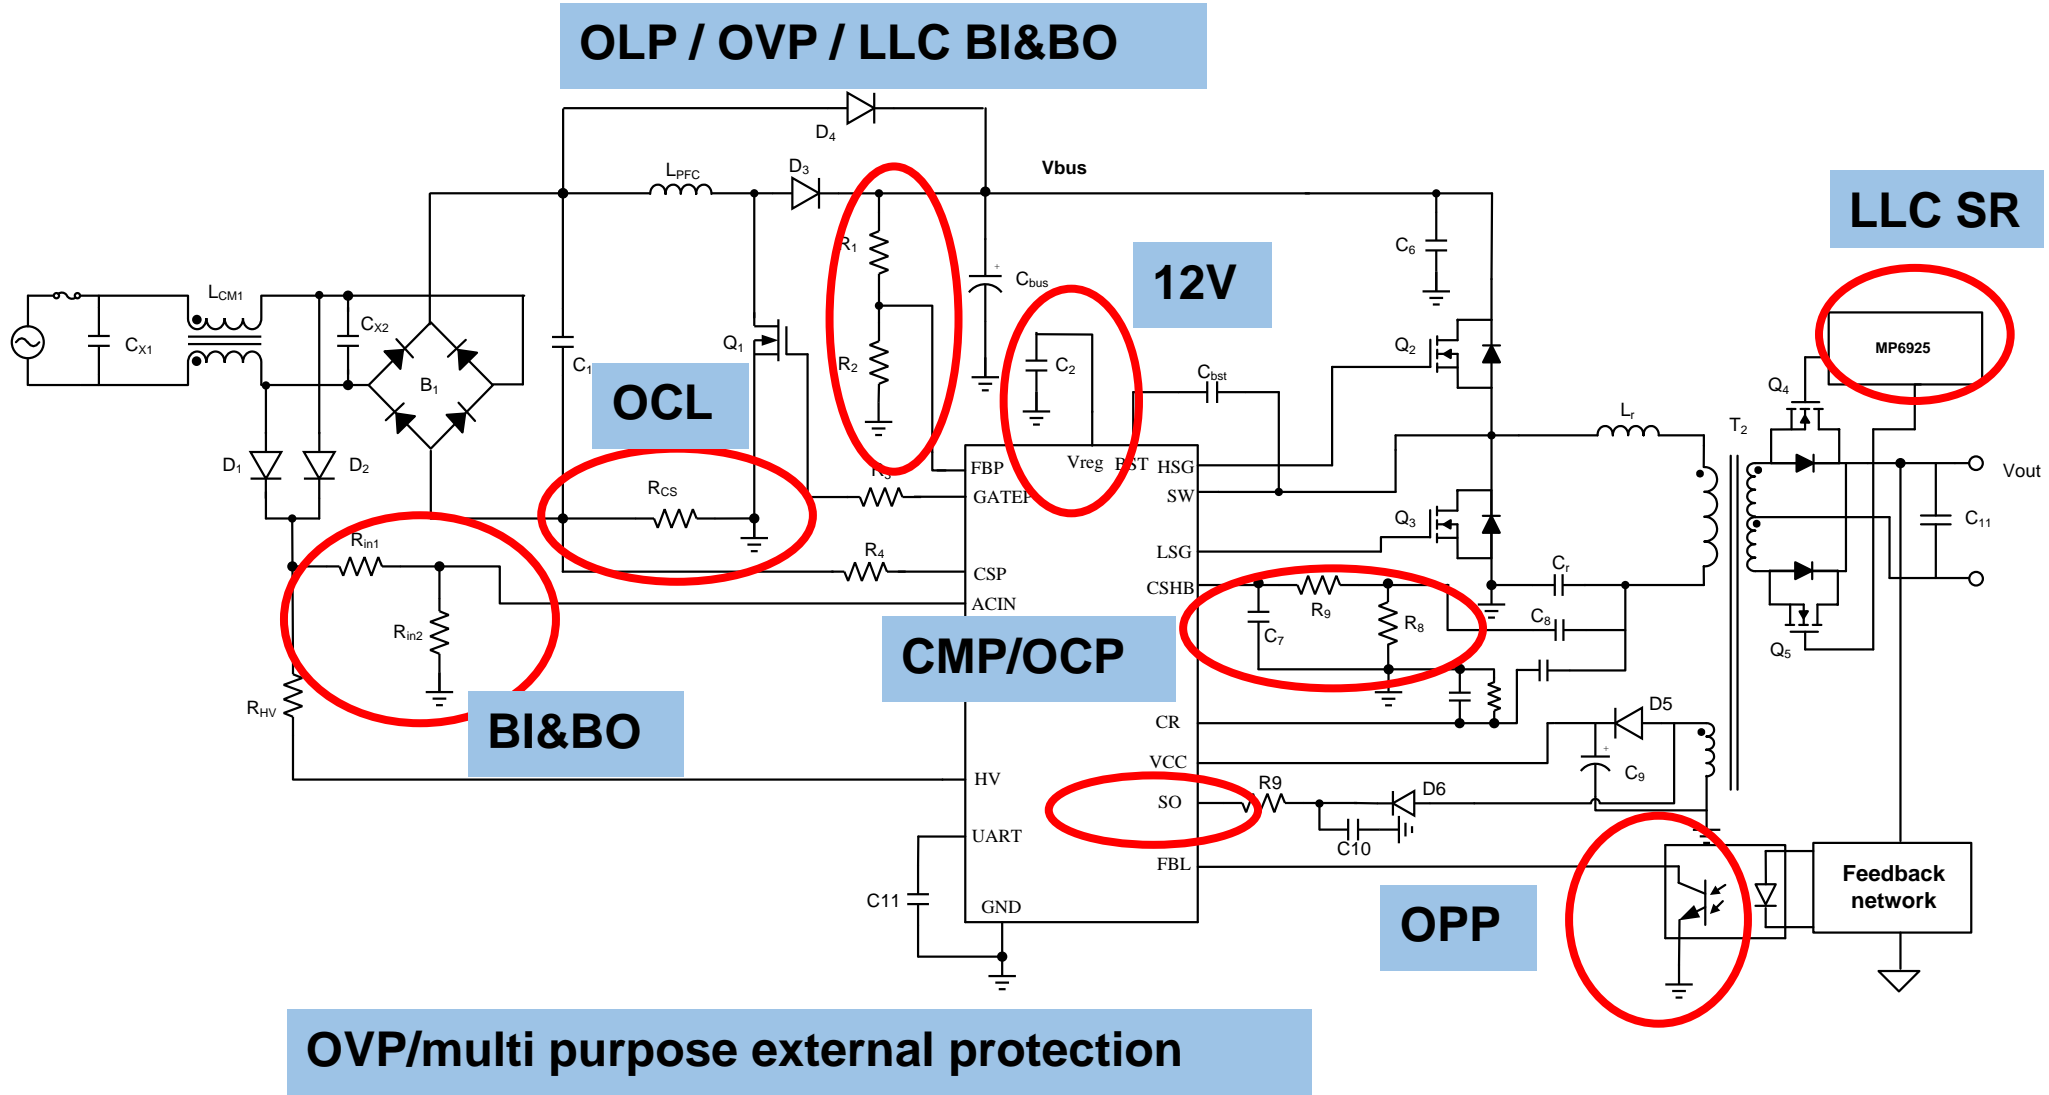 OLP / OVP / LLC BI&BO
D4
Vbus
LPFC
D3
LLC SR
R1
C6
12V
Cbus
LCM1
CX1
CX2
Q1
Q2
MP6925
B1
C1
R2
C2
Cbst
Q4
OCL
Lr
T2
D1
D2
FBP
Vreg
BST
HSG
Vout
RCS
R3
GATEP
SW
Q3
C11
Rin1
R4
LSG
CSP
CSHB
Cr
ACIN
R9
C8
Rin2
CMP/OCP
C7
R8
Q5
RHV
BI&BO
CR
D5
VCC
C9
HV
SO
R9
D6
UART
C10
FBL
Feedback
network
C11
GND
OPP
OVP/multi purpose external protection